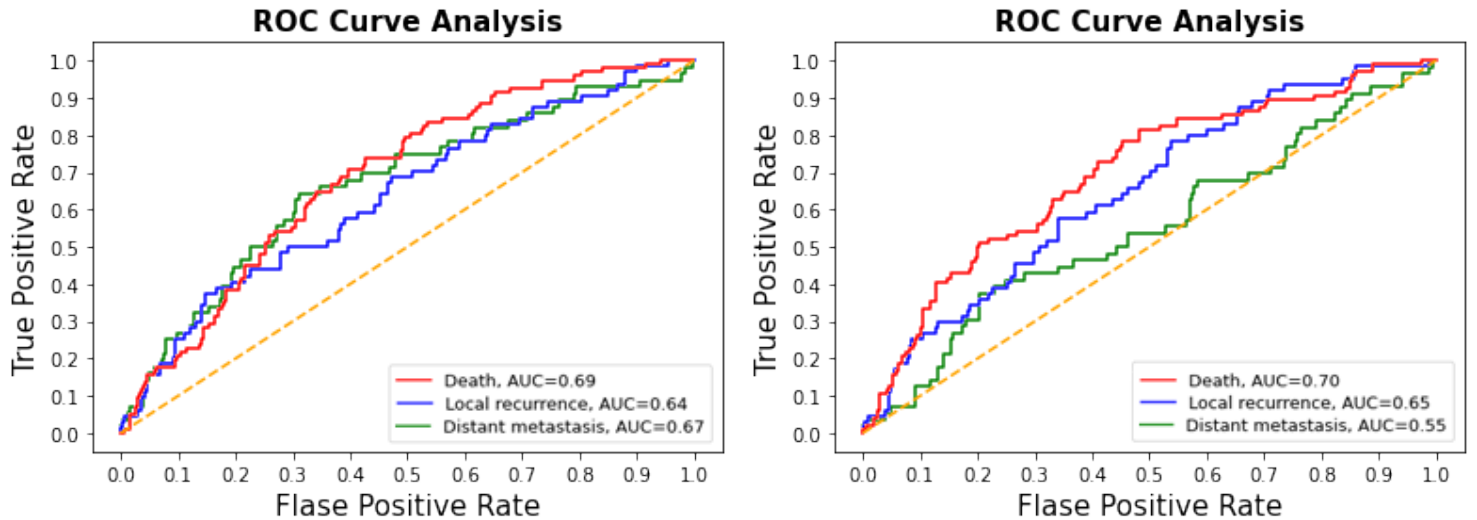 ROC Curve Analysis
True Positive Rate
1.0
0.9
0.8
0.7
0.6
0.5
0.4
0.3
0.2
0.1
0.0
Death, AUC=0.69
Local recurrence, AUC=0.64
Distant metastasis, AUC=0.67
0.0 0.1 0.2 0.3 0.4 0.5 0.6 0.7 0.8 0.9 1.0
Flase Positive Rate
ROC Curve Analysis
True Positive Rate
1.0
0.9
0.8
0.7
0.6
0.5
0.4
0.3
0.2
0.1
0.0
Death, AUC=0.70
Local recurrence, AUC=0.65
Distant metastasis, AUC=0.55
0.0 0.1 0.2 0.3 0.4 0.5 0.6 0.7 0.8 0.9 1.0
Flase Positive Rate